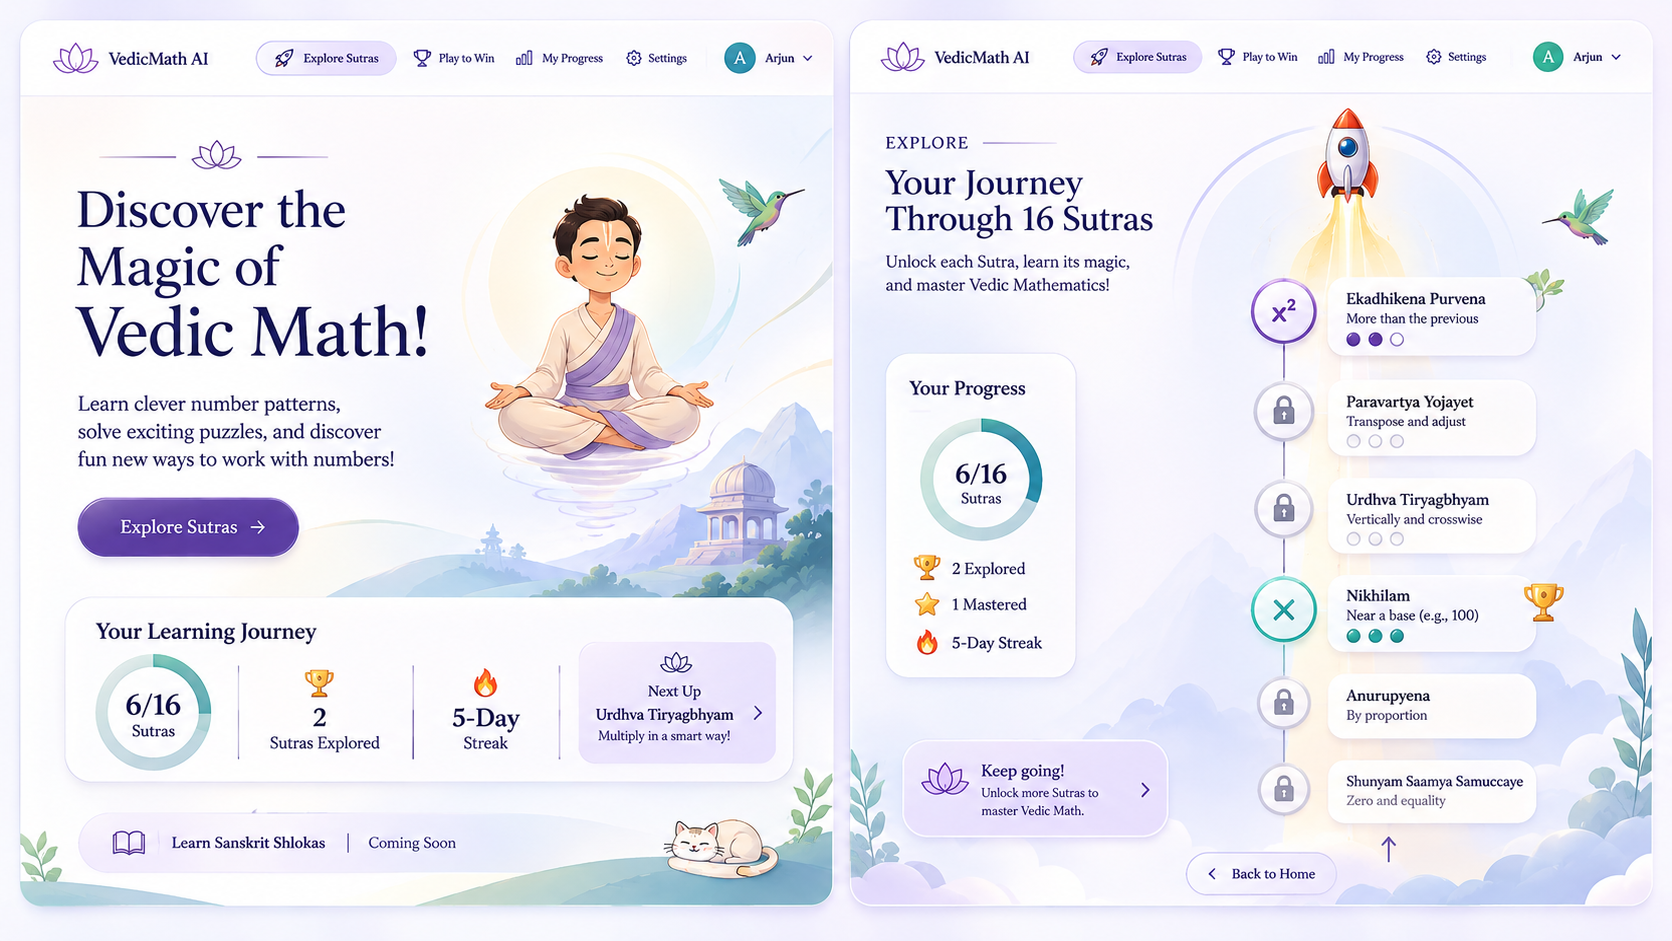 VedicMath AI
Explore Sutras
Play to Win
My Progress
Settings
A
Arjun
Discover the
Magic of
Vedic Math!
Learn clever number patterns,
solve exciting puzzles, and discover
fun new ways to work with numbers!
Explore Sutras →
Your Learning Journey
6/16
Sutras
2
Sutras Explored
5-Day
Streak
Next Up
Urdhva Tiryagbhyam
Multiply in a smart way!
Learn Sanskrit Shlokas | Coming Soon
VedicMath AI
Explore Sutras
Play to Win
My Progress
Settings
A
Arjun
EXPLORE
Your Journey
Through 16 Sutras
Unlock each Sutra, learn its magic,
and master Vedic Mathematics!
Your Progress
6/16
Sutras
2 Explored
1 Mastered
5-Day Streak
Keep going!
Unlock more Sutras to
master Vedic Math.
x²
Ekadhikena Purvena
More than the previous
Paravartya Yojayet
Transpose and adjust
Urdhva Tiryagbhyam
Vertically and crosswise
×
Nikhilam
Near a base (e.g., 100)
Anurupyena
By proportion
Shunyam Saamya Samuccaye
Zero and equality
Back to Home